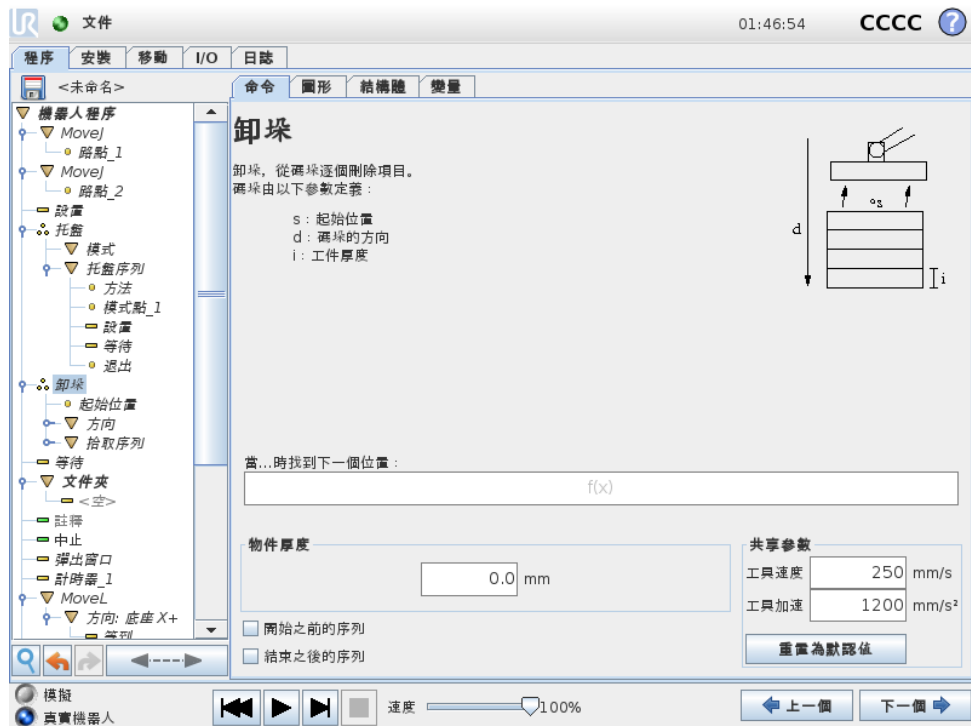 UR 文件 01:46:54 CCCC ?
程序 安裝 移動 I/O 日誌
<未命名>
機器人程序
MoveJ
路點_1
MoveJ
路點_2
設置
托盤
模式
托盤序列
方法
模式點_1
設置
等待
退出
卸垛
起始位置
方向
拾取序列
等待
文件夾
<空>
註釋
中止
彈出窗口
計時器_1
MoveL
方向: 底座 X+
等到
命令 圖形 結構體 變量
卸垛
卸垛，從碼垛逐個刪除項目。
碼垛由以下參數定義：
s：起始位置
d：碼垛的方向
i：工件厚度
s
d
i
當...時找到下一個位置：
f(x)
物件厚度
0.0 mm
開始之前的序列
結束之後的序列
共享參數
工具速度 250 mm/s
工具加速 1200 mm/s²
重置為默認值
模擬
真實機器人
速度 100%
上一個 下一個